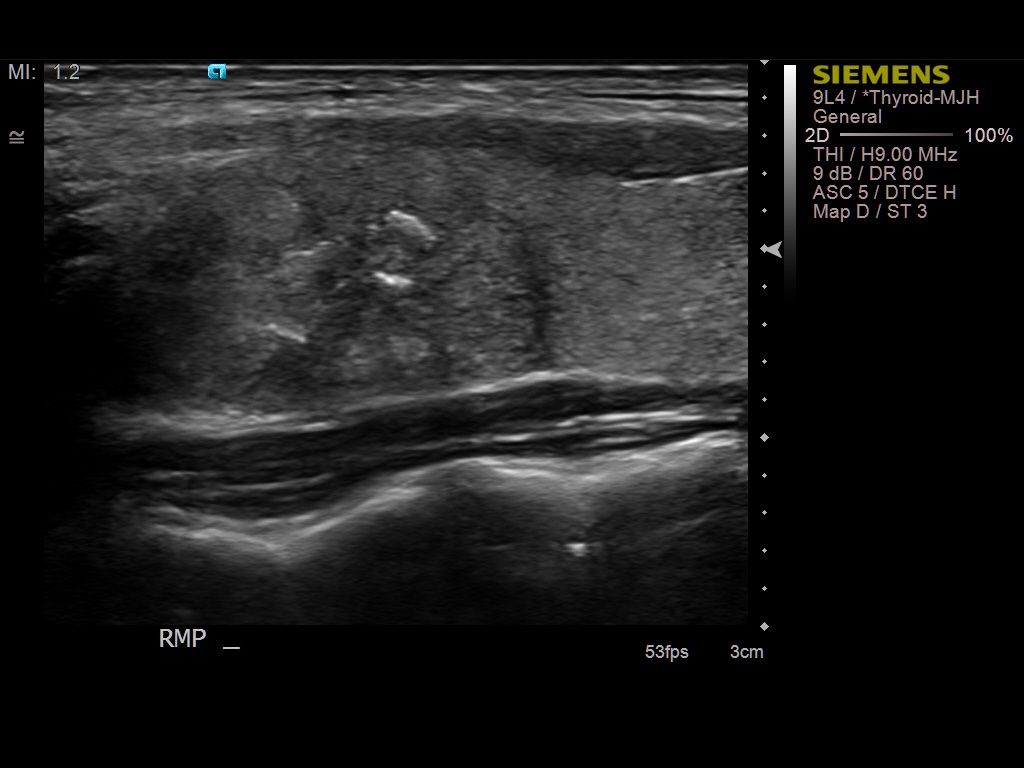 MI: 1.2
SIEMENS
9L4 / *Thyroid-MJH
General
2D 100%
THI / H9.00 MHz
9 dB / DR 60
ASC 5 / DTCE H
Map D / ST 3
RMP _
53fps 3cm